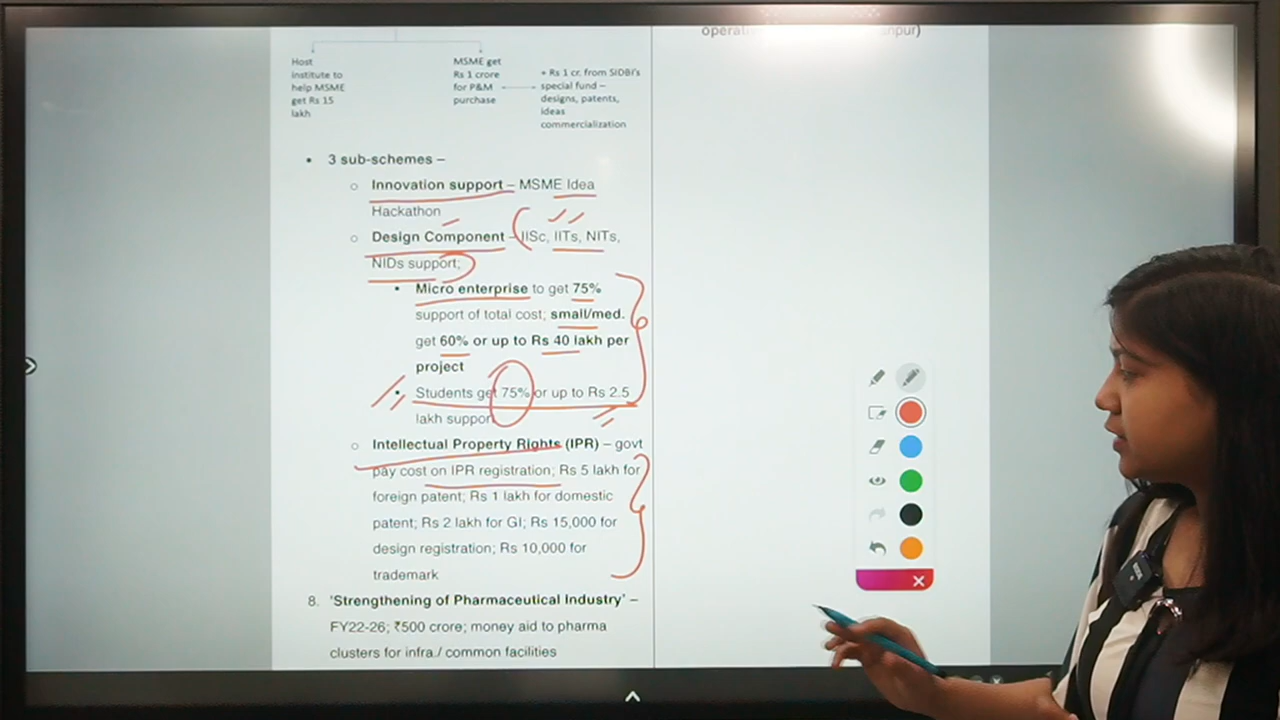 operati
npur)
Host
institute to
help MSME
get Rs 15
lakh
MSME get
Rs 1 crore
for P&M
purchase
+ Rs 1 cr. from SIDBI's
special fund –
designs, patents,
ideas
commercialization
• 3 sub-schemes –
o Innovation support – MSME Idea
Hackathon
o Design Component – IISc, IITs, NITs,
NIDs support;
• Micro enterprise to get 75%
support of total cost; small/med.
get 60% or up to Rs 40 lakh per
project
• Students get 75% or up to Rs 2.5
lakh support
o Intellectual Property Rights (IPR) – govt
pay cost on IPR registration; Rs 5 lakh for
foreign patent; Rs 1 lakh for domestic
patent; Rs 2 lakh for GI; Rs 15,000 for
design registration; Rs 10,000 for
trademark
8. 'Strengthening of Pharmaceutical Industry' –
FY22-26; ₹500 crore; money aid to pharma
clusters for infra./ common facilities